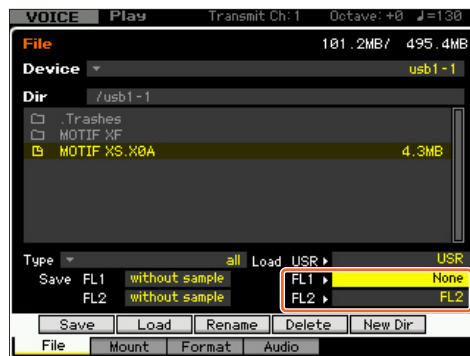 VOICE Play Transmit Ch:1 Octave:+0 ♩=130
File 101.2MB/ 495.4MB
Device usb1-1
Dir /usb1-1
.Trashes
MOTIF XF
MOTIF XS.X0A 4.3MB
Type all Load USR USR
Save FL1 without sample FL1 None
FL2 without sample FL2 FL2
Save Load Rename Delete New Dir
File Mount Format Audio